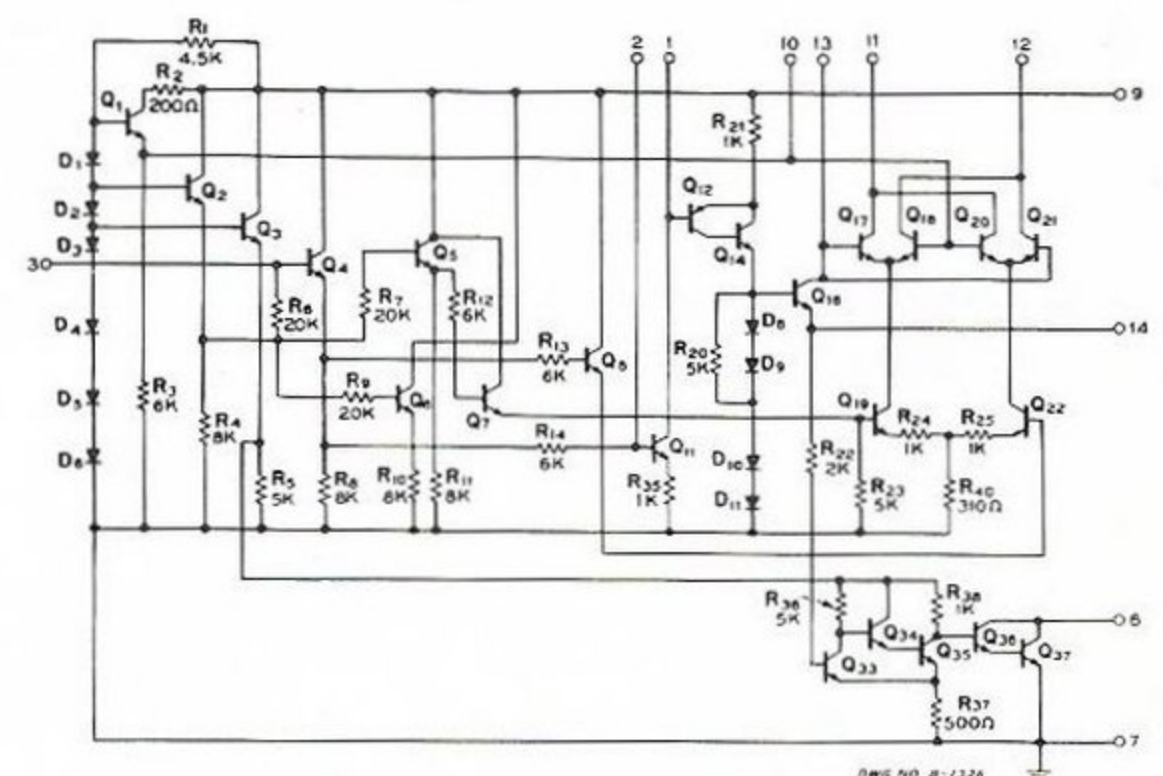 R1
4.5K
2
1
10
13
11
12
R2
200Ω
9
Q1
R21
1K
D1
Q12
Q2
D2
Q17
Q18
Q20
Q21
Q3
D3
Q5
Q14
3
Q4
Q16
R6
20K
R7
20K
R12
6K
D4
D8
14
R13
6K
R20
5K
D9
Q8
R3
6K
R9
20K
D5
Q6
Q19
Q22
R4
8K
Q7
R24
1K
R25
1K
R14
6K
Q11
D6
D10
R22
2K
R5
5K
R8
8K
R10
8K
R11
8K
R35
1K
D11
R23
5K
R40
310Ω
R36
5K
R38
1K
6
Q34
Q35
Q36
Q37
Q33
R37
500Ω
7